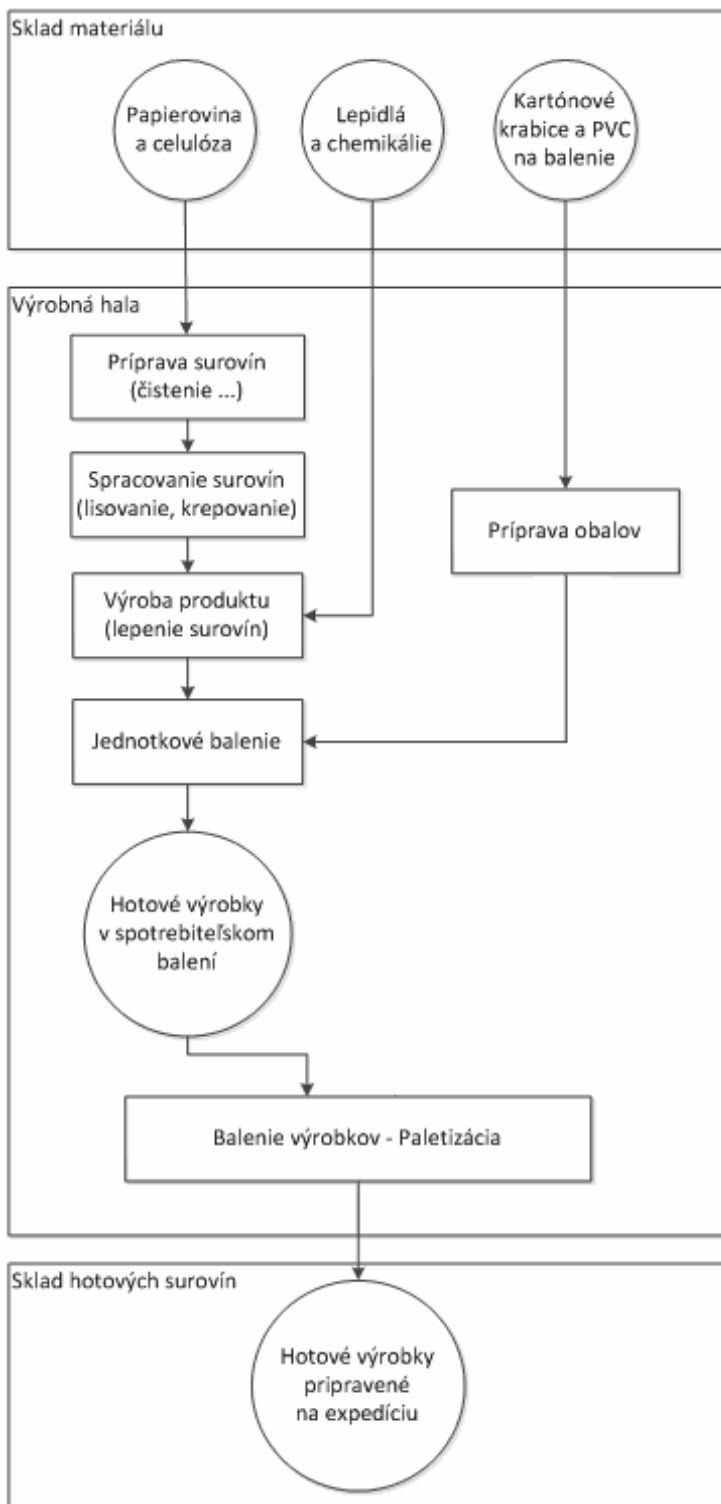 Sklad materiálu
Papierovina
a celulóza
Lepidlá
a chemikálie
Kartónové
krabice a PVC
na balenie
Výrobná hala
Príprava surovín
(čistenie ...)
Spracovanie surovín
(lisovanie, krepovanie)
Príprava obalov
Výroba produktu
(lepenie surovín)
Jednotkové balenie
Hotové výrobky
v spotrebiteľskom
balení
Balenie výrobkov - Paletizácia
Sklad hotových surovín
Hotové výrobky
pripravené
na expedíciu